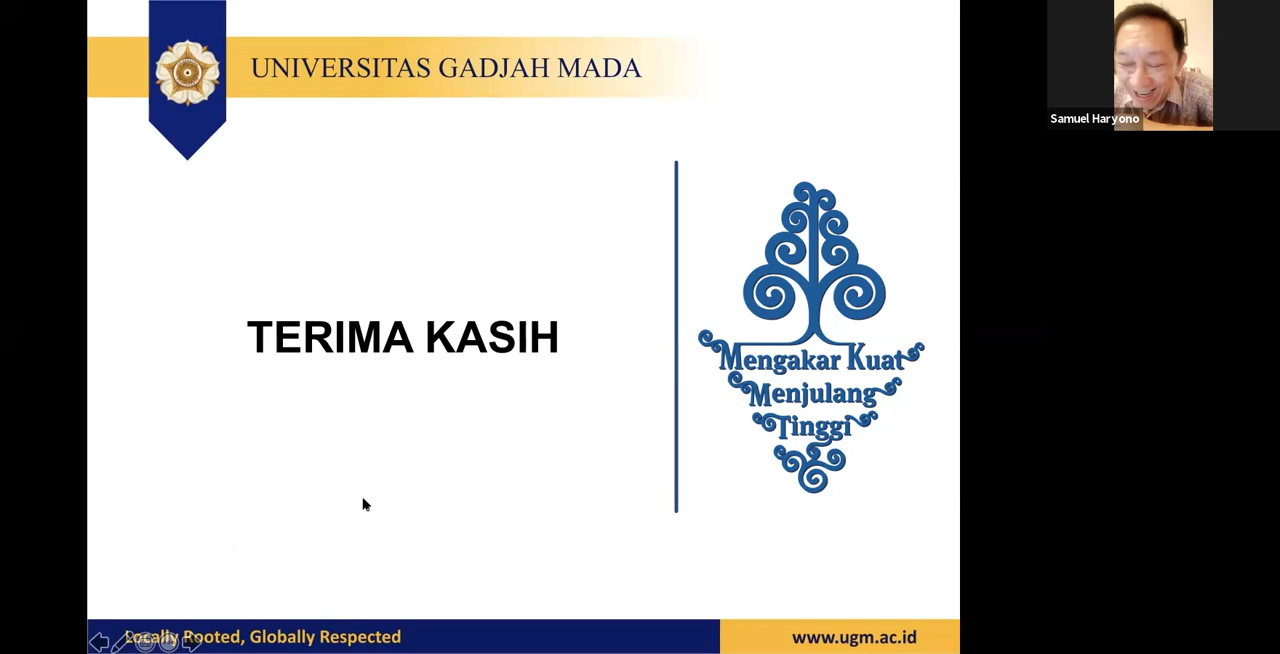 UNIVERSITAS GADJAH MADA
Samuel Haryono
TERIMA KASIH
Mengakar Kuat
Menjulang
Tinggi
Locally Rooted, Globally Respected
www.ugm.ac.id